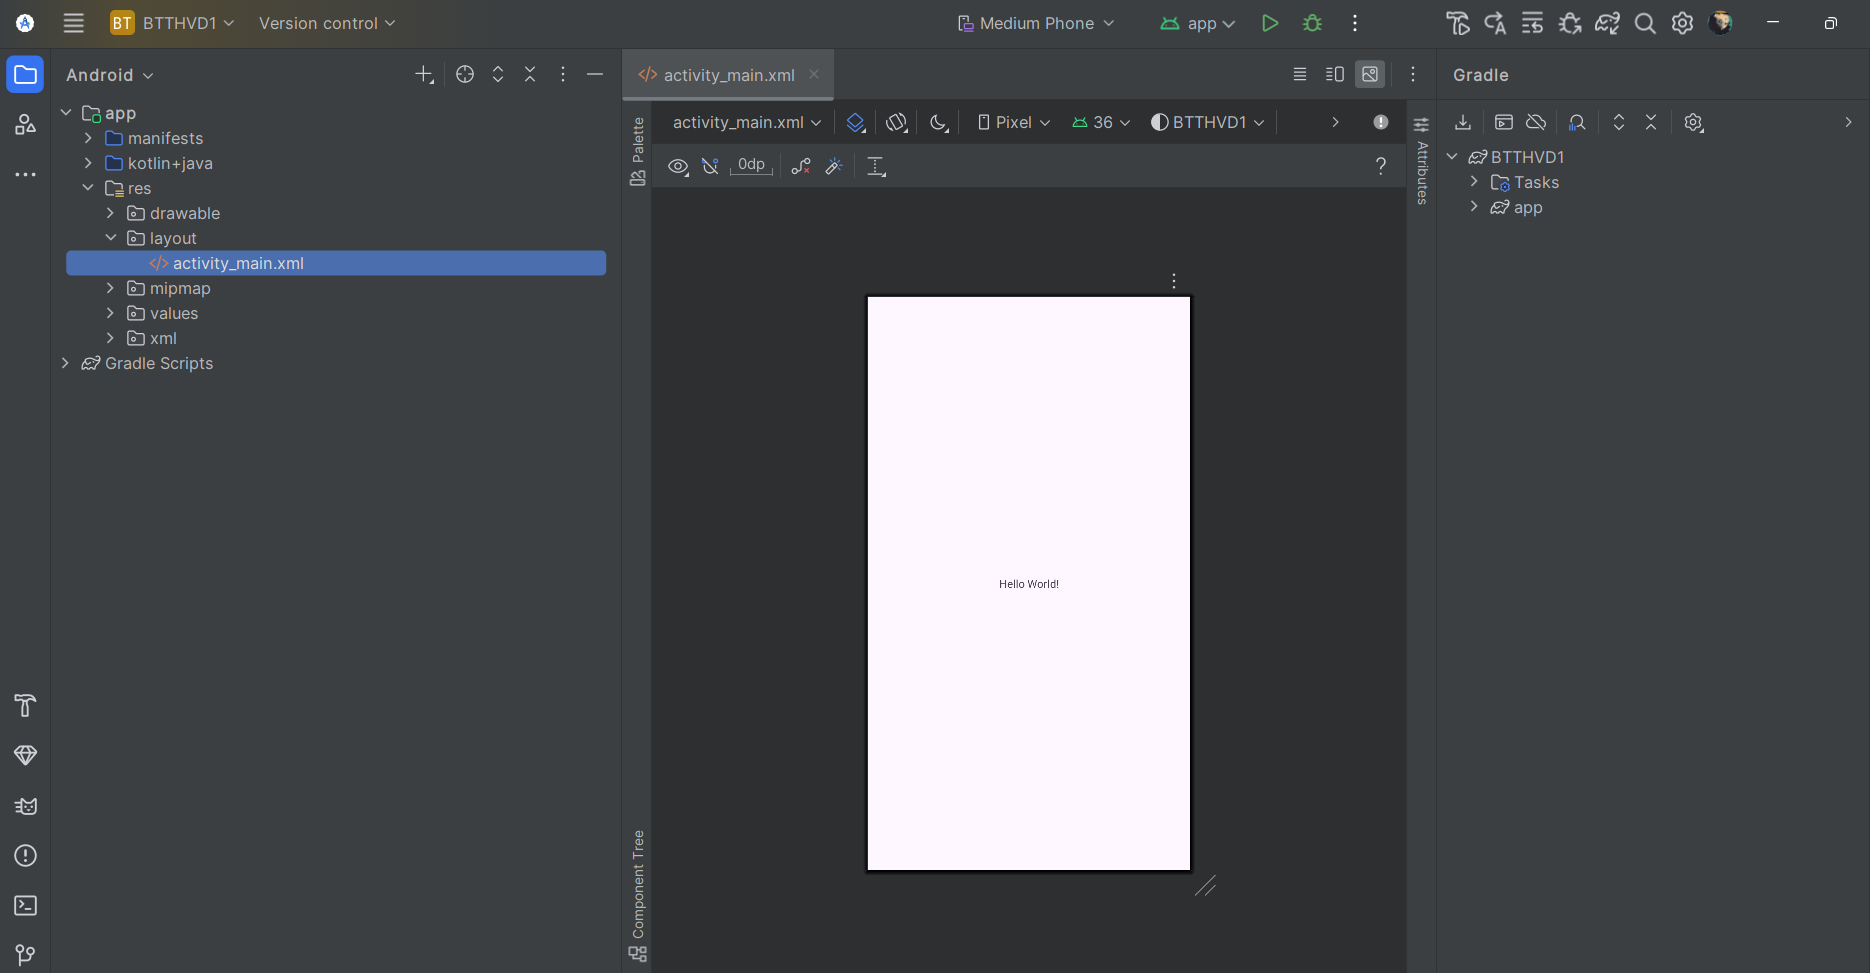 BT BTTHVD1 Version control Medium Phone app
Android
app
manifests
kotlin+java
res
drawable
layout
activity_main.xml
mipmap
values
xml
Gradle Scripts
activity_main.xml
Palette
activity_main.xml Pixel 36 BTTHVD1
0dp ?
Hello World!
Component Tree
Attributes
Gradle
BTTHVD1
Tasks
app